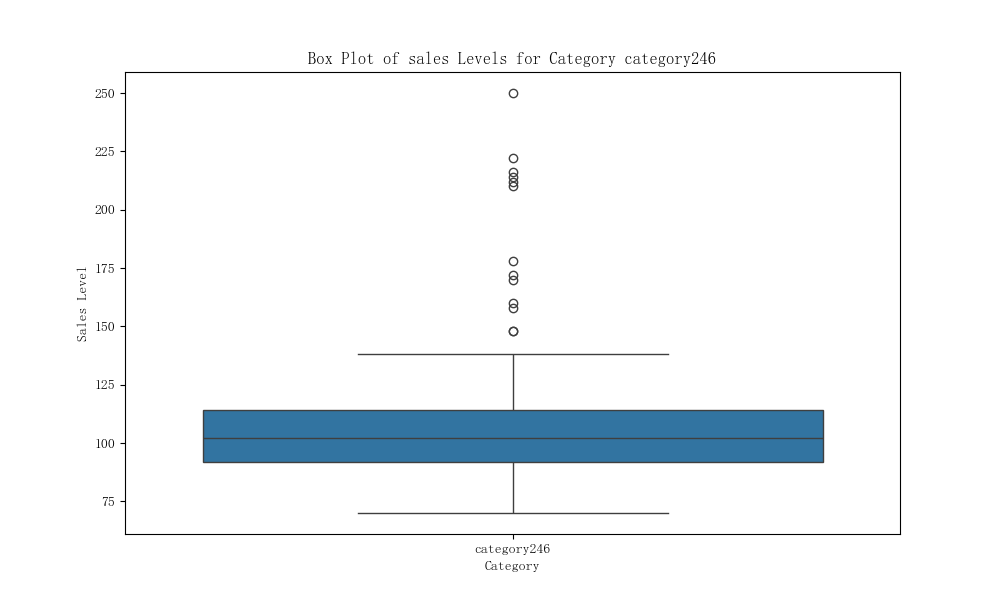 Box Plot of sales Levels for Category category246
250
225
200
175
150
125
100
75
Sales Level
category246
Category